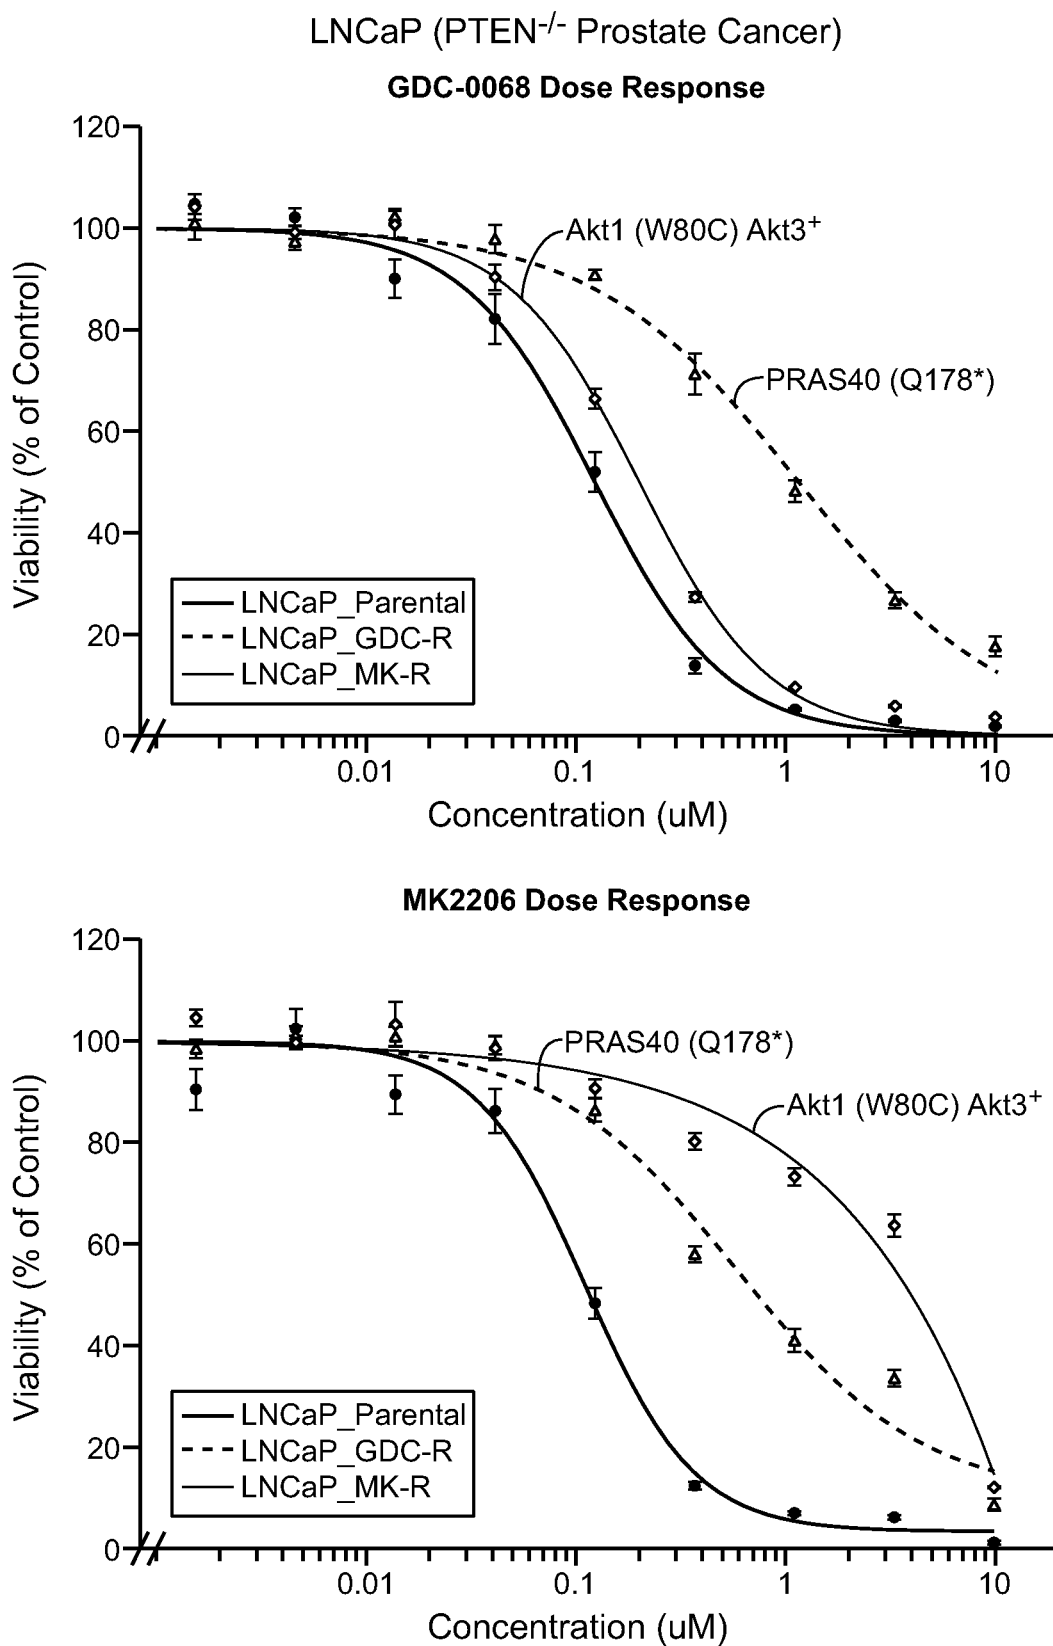 LNCaP (PTEN-/- Prostate Cancer)
GDC-0068 Dose Response
120
100
80
60
40
20
0
Viability (% of Control)
Akt1 (W80C) Akt3+
PRAS40 (Q178*)
LNCaP_Parental
LNCaP_GDC-R
LNCaP_MK-R
0.01 0.1 1 10
Concentration (uM)
MK2206 Dose Response
120
100
80
60
40
20
0
Viability (% of Control)
PRAS40 (Q178*)
Akt1 (W80C) Akt3+
LNCaP_Parental
LNCaP_GDC-R
LNCaP_MK-R
0.01 0.1 1 10
Concentration (uM)